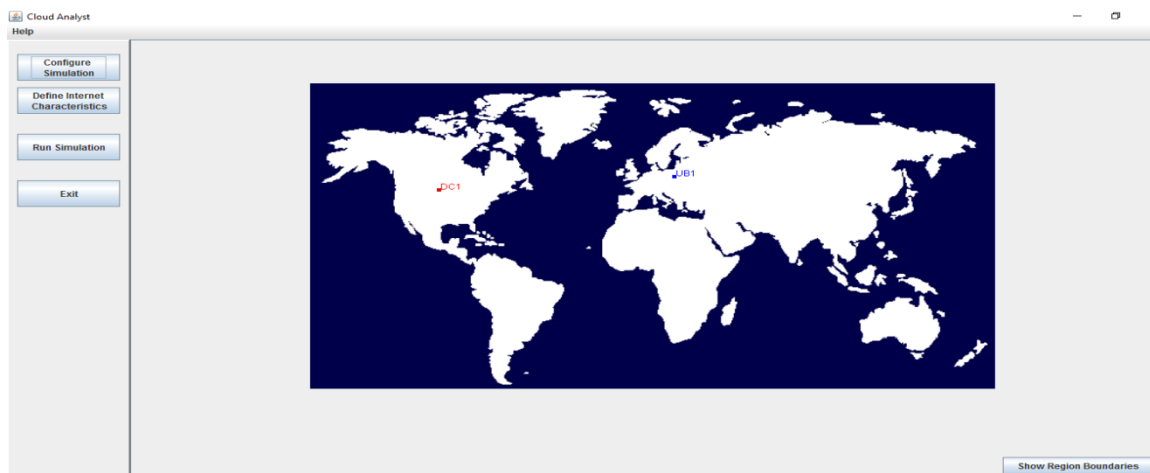 Cloud Analyst
Help
Configure
Simulation
Define Internet
Characteristics
Run Simulation
Exit
DC1
UB1
Show Region Boundaries